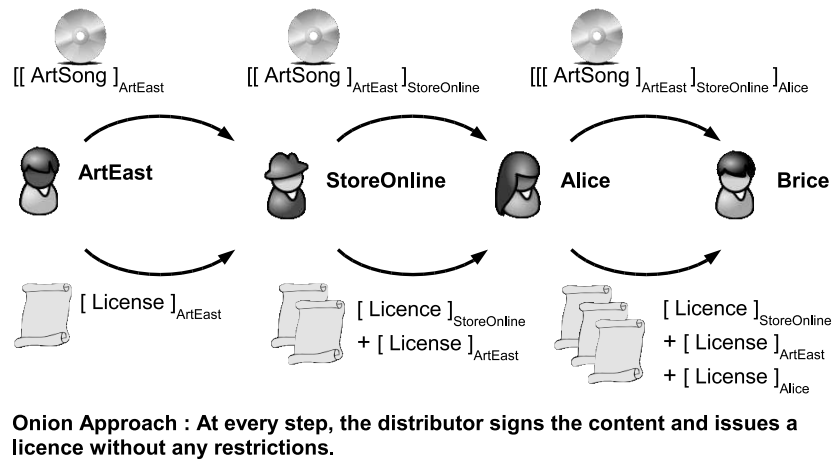 [[ ArtSong ]ArtEast
[[ ArtSong ]ArtEast ]StoreOnline
[[[ ArtSong ]ArtEast ]StoreOnline ]Alice
ArtEast
StoreOnline
Alice
Brice
[ License ]ArtEast
[ Licence ]StoreOnline
+ [ License ]ArtEast
[ Licence ]StoreOnline
+ [ License ]ArtEast
+ [ License ]Alice
Onion Approach : At every step, the distributor signs the content and issues a
licence without any restrictions.